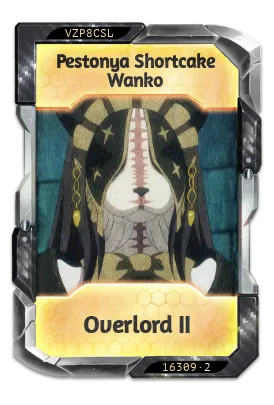 VZP8CSL
Pestonya Shortcake
Wanko
Overlord II
16309·2